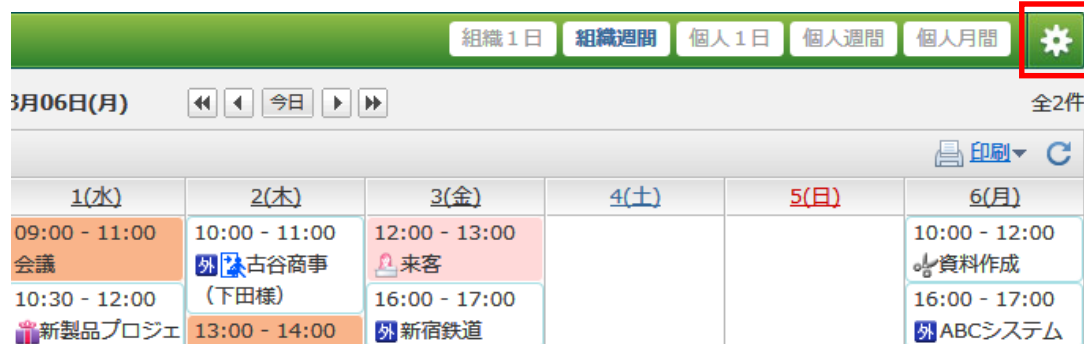 組織１日 組織週間 個人１日 個人週間 個人月間
3月06日(月) 今日 全2件
印刷
1(水) 2(木) 3(金) 4(土) 5(日) 6(月)
09:00 - 11:00 10:00 - 11:00 12:00 - 13:00 10:00 - 12:00
会議 外 古谷商事 来客 資料作成
10:30 - 12:00 （下田様） 16:00 - 17:00 16:00 - 17:00
新製品プロジェ 13:00 - 14:00 外 新宿鉄道 外 ABCシステム